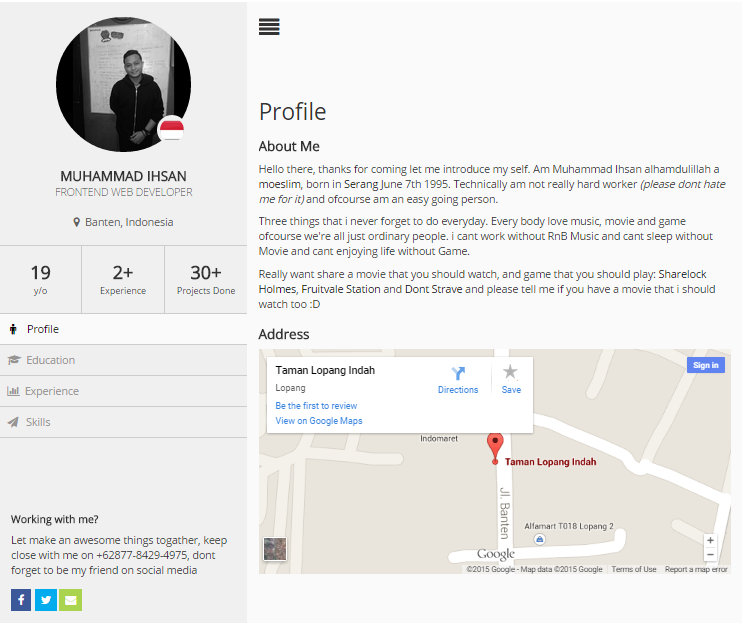 MUHAMMAD IHSAN
FRONTEND WEB DEVELOPER
Banten, Indonesia
19
y/o
2+
Experience
30+
Projects Done
Profile
Education
Experience
Skills
Working with me?
Let make an awesome things togather, keep
close with me on +62877-8429-4975, dont
forget to be my friend on social media
Profile
About Me
Hello there, thanks for coming let me introduce my self. Am Muhammad Ihsan alhamdulillah a
moeslim, born in Serang June 7th 1995. Technically am not really hard worker (please dont hate
me for it) and ofcourse am an easy going person.
Three things that i never forget to do everyday. Every body love music, movie and game
ofcourse we're all just ordinary people. i cant work without RnB Music and cant sleep without
Movie and cant enjoying life without Game.
Really want share a movie that you should watch, and game that you should play: Sharelock
Holmes, Fruitvale Station and Dont Strave and please tell me if you have a movie that i should
watch too :D
Address
Taman Lopang Indah
Lopang
Be the first to review
View on Google Maps
Directions
Save
Sign in
Indomaret
Taman Lopang Indah
Jl. Banten
Alfamart T018 Lopang 2
Google
©2015 Google - Map data ©2015 Google
Terms of Use
Report a map error